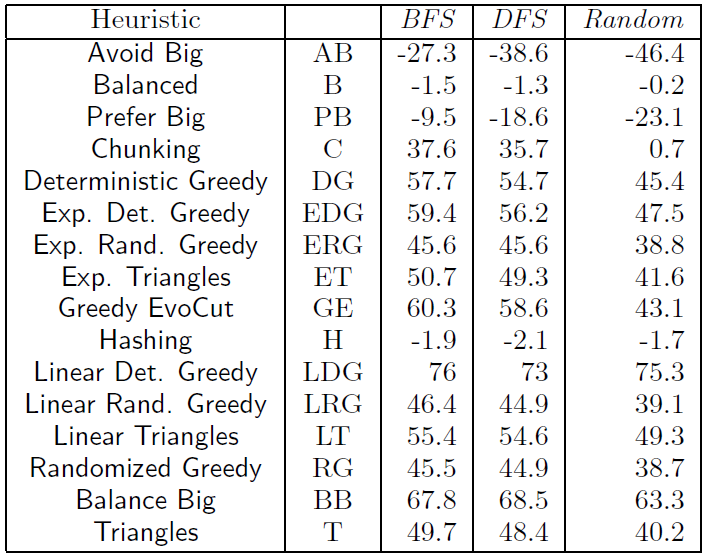 Heuristic BFS DFS Random
Avoid Big AB -27.3 -38.6 -46.4
Balanced B -1.5 -1.3 -0.2
Prefer Big PB -9.5 -18.6 -23.1
Chunking C 37.6 35.7 0.7
Deterministic Greedy DG 57.7 54.7 45.4
Exp. Det. Greedy EDG 59.4 56.2 47.5
Exp. Rand. Greedy ERG 45.6 45.6 38.8
Exp. Triangles ET 50.7 49.3 41.6
Greedy EvoCut GE 60.3 58.6 43.1
Hashing H -1.9 -2.1 -1.7
Linear Det. Greedy LDG 76 73 75.3
Linear Rand. Greedy LRG 46.4 44.9 39.1
Linear Triangles LT 55.4 54.6 49.3
Randomized Greedy RG 45.5 44.9 38.7
Balance Big BB 67.8 68.5 63.3
Triangles T 49.7 48.4 40.2